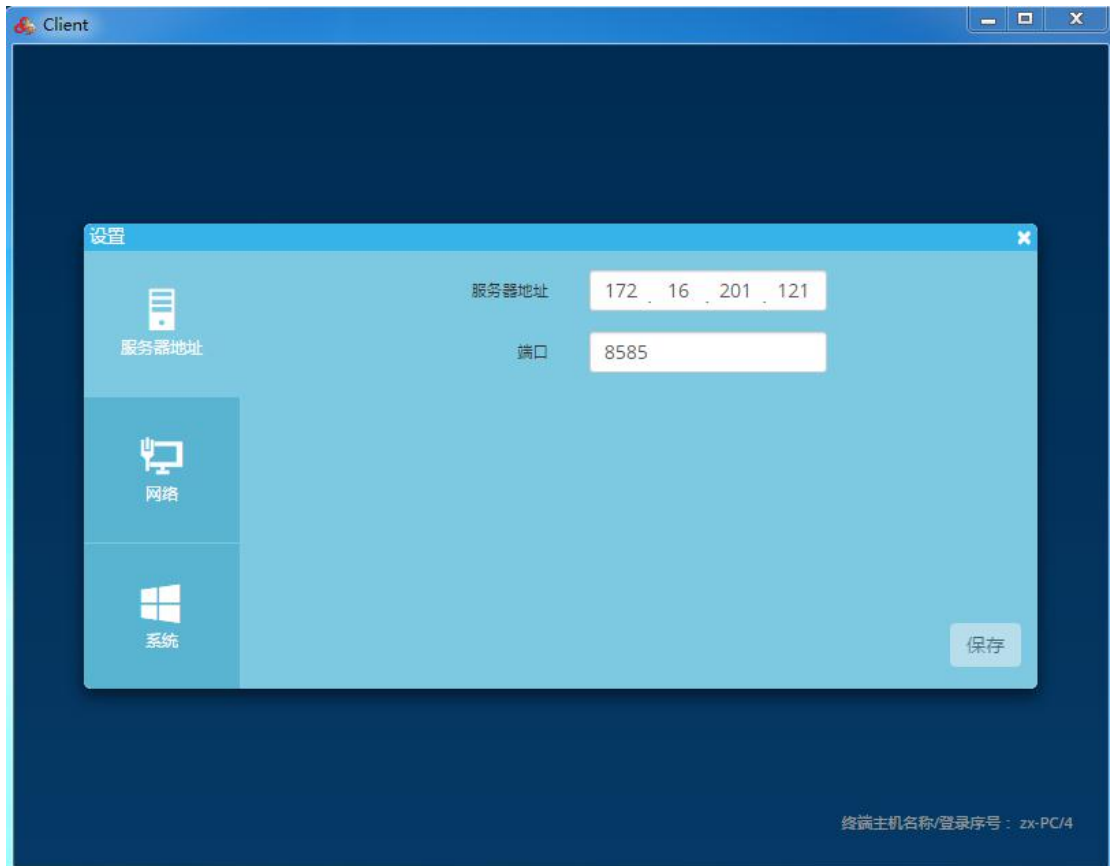 Client
设置
服务器地址
172 . 16 . 201 . 121
服务器地址
端口
8585
网络
系统
保存
终端主机名称/登录序号： zx-PC/4